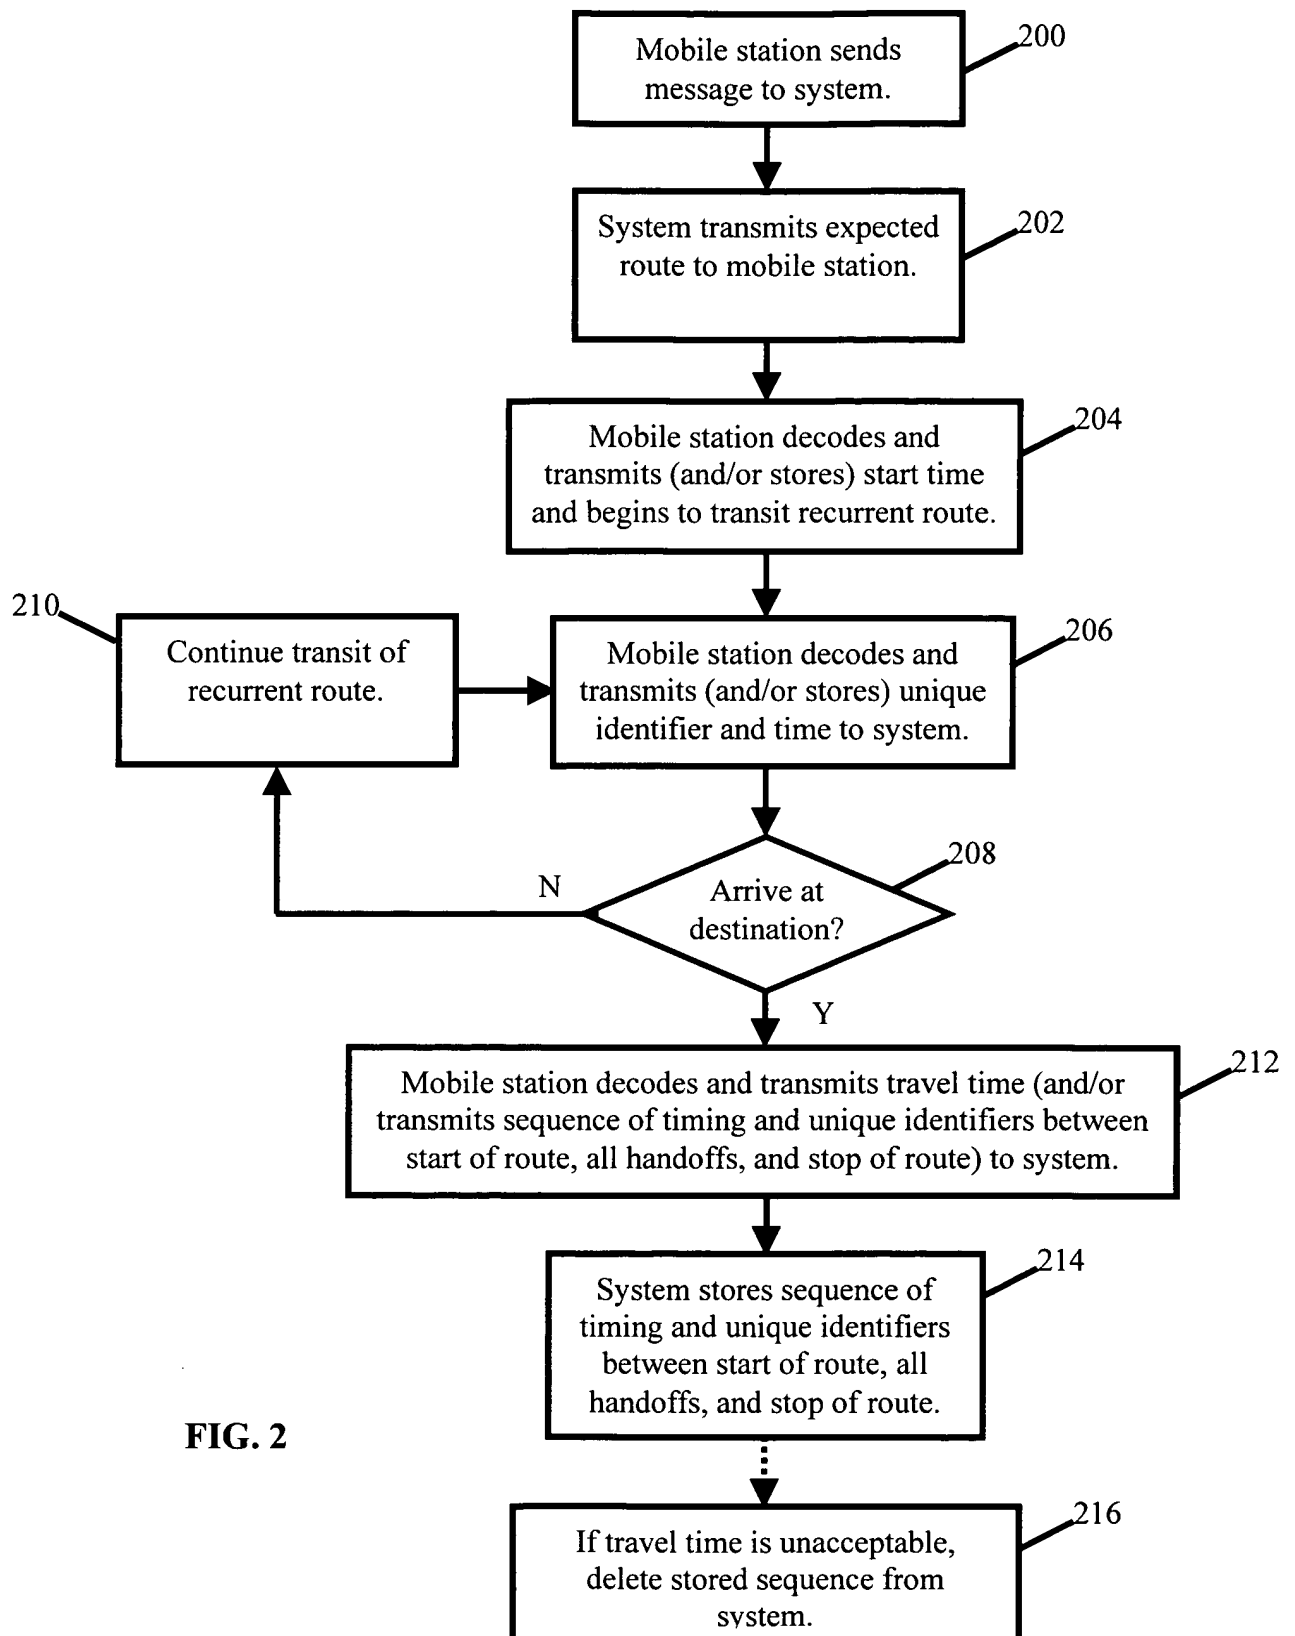 Mobile station sends
message to system.
200
System transmits expected
route to mobile station.
202
Mobile station decodes and
transmits (and/or stores) start time
and begins to transit recurrent route.
204
210
Continue transit of
recurrent route.
Mobile station decodes and
transmits (and/or stores) unique
identifier and time to system.
206
208
N
Arrive at
destination?
Y
Mobile station decodes and transmits travel time (and/or
transmits sequence of timing and unique identifiers between
start of route, all handoffs, and stop of route) to system.
212
System stores sequence of
timing and unique identifiers
between start of route, all
handoffs, and stop of route.
214
FIG. 2
If travel time is unacceptable,
delete stored sequence from
system.
216